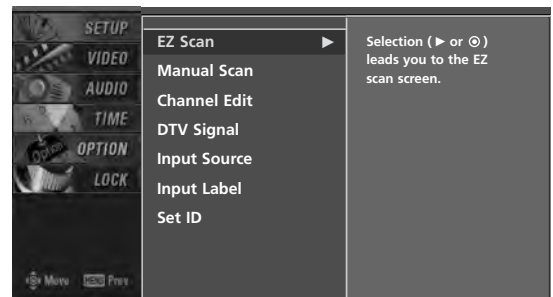 SETUP
VIDEO
AUDIO
TIME
OPTION
LOCK
Move MENU Prev
EZ Scan ►
Manual Scan
Channel Edit
DTV Signal
Input Source
Input Label
Set ID
Selection ( ► or ◉ )
leads you to the EZ
scan screen.